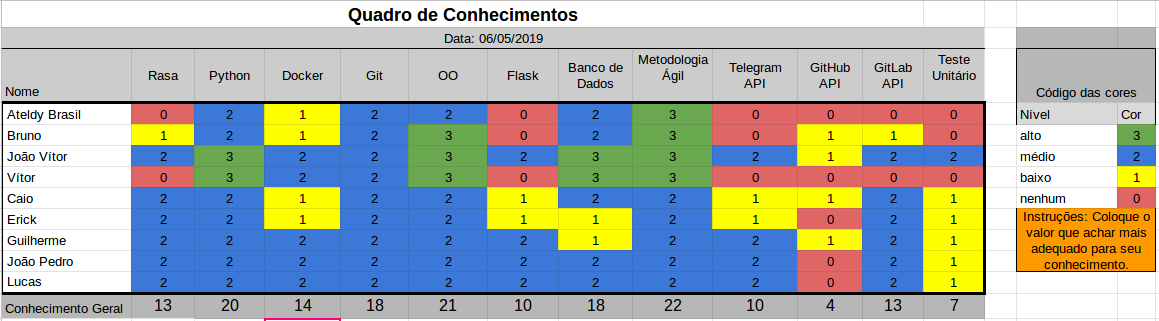 Quadro de Conhecimentos
Data: 06/05/2019
Nome Rasa Python Docker Git OO Flask Banco de Dados Metodologia Ágil Telegram API GitHub API GitLab API Teste Unitário
Ateldy Brasil 0 2 1 2 2 0 2 3 0 0 0 0
Bruno 1 2 1 2 3 0 2 3 0 1 1 0
João Vítor 2 3 2 2 3 2 3 3 2 1 2 2
Vítor 0 3 2 2 3 0 3 3 0 0 0 0
Caio 2 2 1 2 2 1 2 2 1 1 2 1
Erick 2 2 1 2 2 1 1 2 1 0 2 1
Guilherme 2 2 2 2 2 2 1 2 2 1 2 1
João Pedro 2 2 2 2 2 2 2 2 2 0 2 1
Lucas 2 2 2 2 2 2 2 2 2 0 2 1
Conhecimento Geral 13 20 14 18 21 10 18 22 10 4 13 7
Código das cores
Nível Cor
alto 3
médio 2
baixo 1
nenhum 0
Instruções: Coloque o
valor que achar mais
adequado para seu
conhecimento.